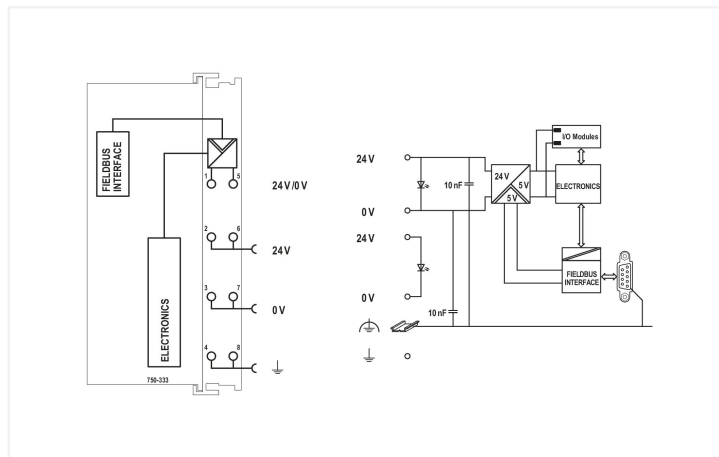 FIELDBUS
INTERFACE
ELECTRONICS
750-333
1 5
24 V / 0 V
2 6
24 V
3 7
0 V
4 8
24 V
0 V
24 V
0 V
10 nF
10 nF
24 V
5 V
5 V
I/O Modules
ELECTRONICS
FIELDBUS
INTERFACE